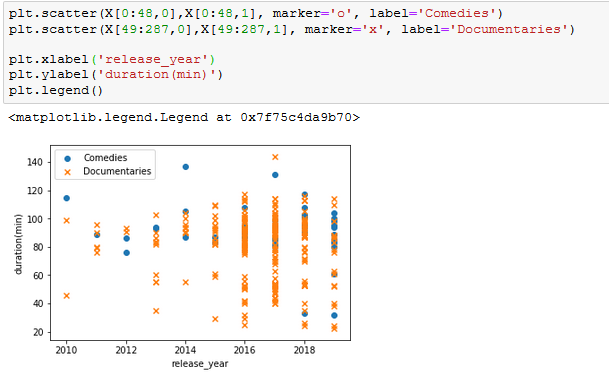 plt.scatter(X[0:48,0],X[0:48,1], marker='o', label='Comedies')
plt.scatter(X[49:287,0],X[49:287,1], marker='x', label='Documentaries')
plt.xlabel('release_year')
plt.ylabel('duration(min)')
plt.legend()
<matplotlib.legend.Legend at 0x7f75c4da9b70>
Comedies
Documentaries
140
120
100
80
60
40
20
duration(min)
2010 2012 2014 2016 2018
release_year